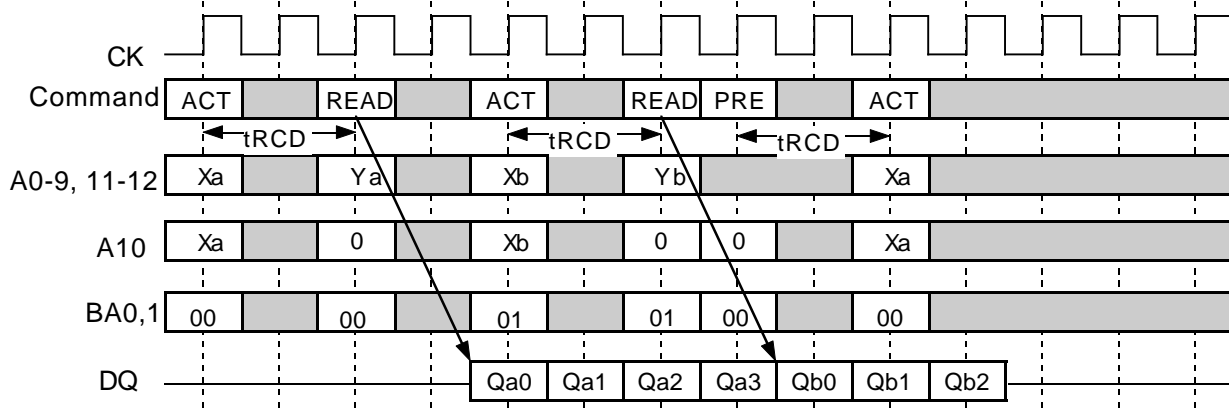 CK
Command ACT READ ACT READ PRE ACT
tRCD tRCD tRCD
A0-9, 11-12 Xa Ya Xb Yb Xa
A10 Xa 0 Xb 0 0 Xa
BA0,1 00 00 01 01 00 00
DQ Qa0 Qa1 Qa2 Qa3 Qb0 Qb1 Qb2